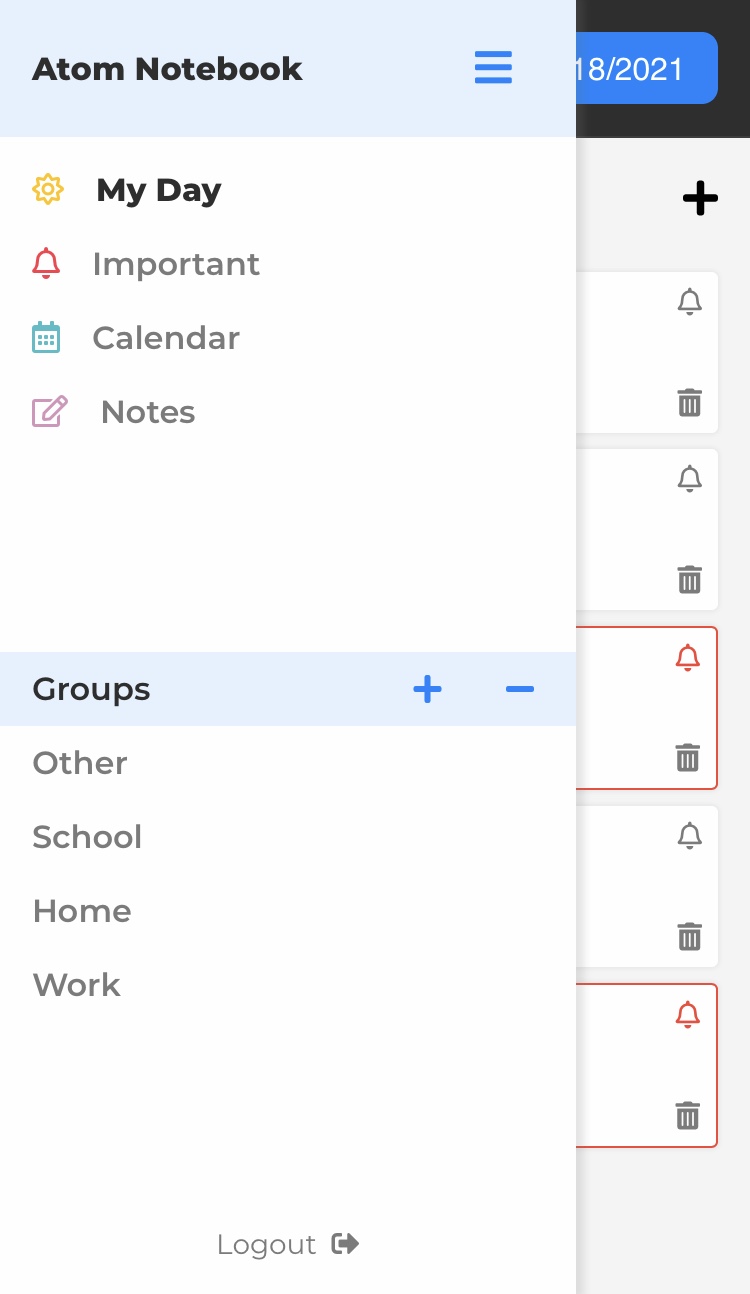 Atom Notebook
18/2021
My Day
Important
Calendar
Notes
Groups
Other
School
Home
Work
Logout